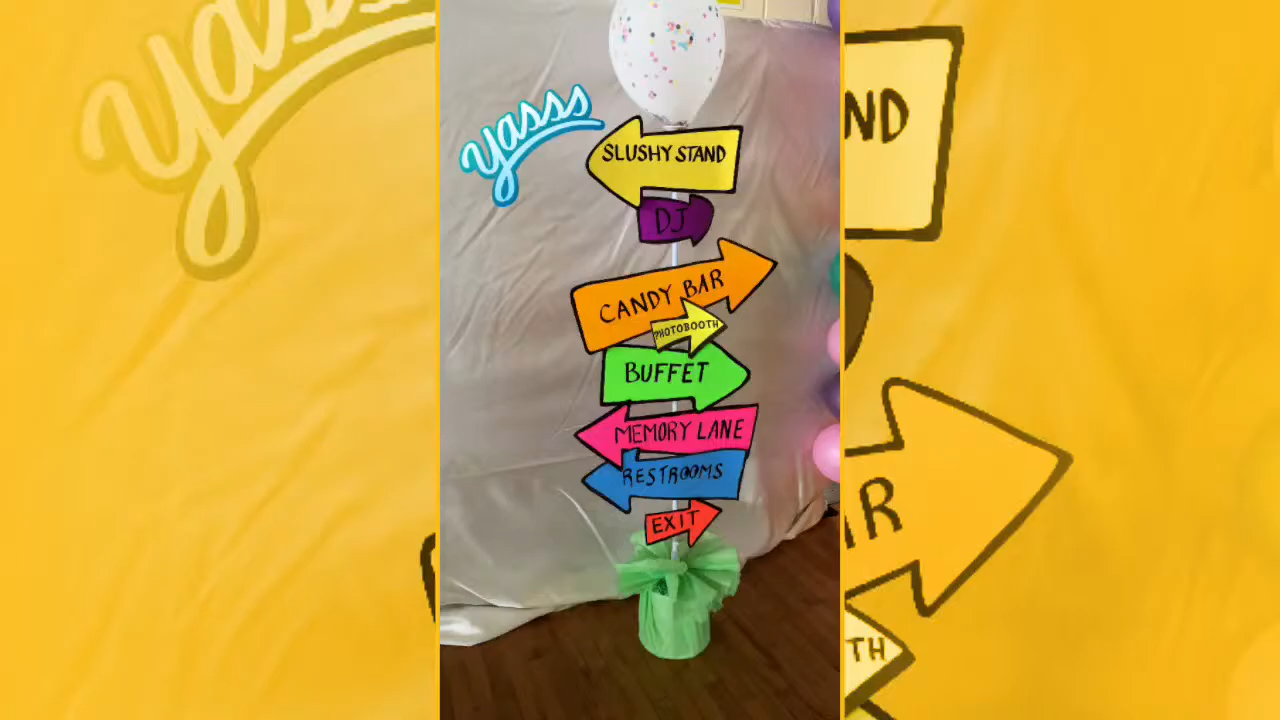 yasss
SLUSHY STAND
DJ
CANDY BAR
PHOTOBOOTH
BUFFET
MEMORY LANE
RESTROOMS
EXIT